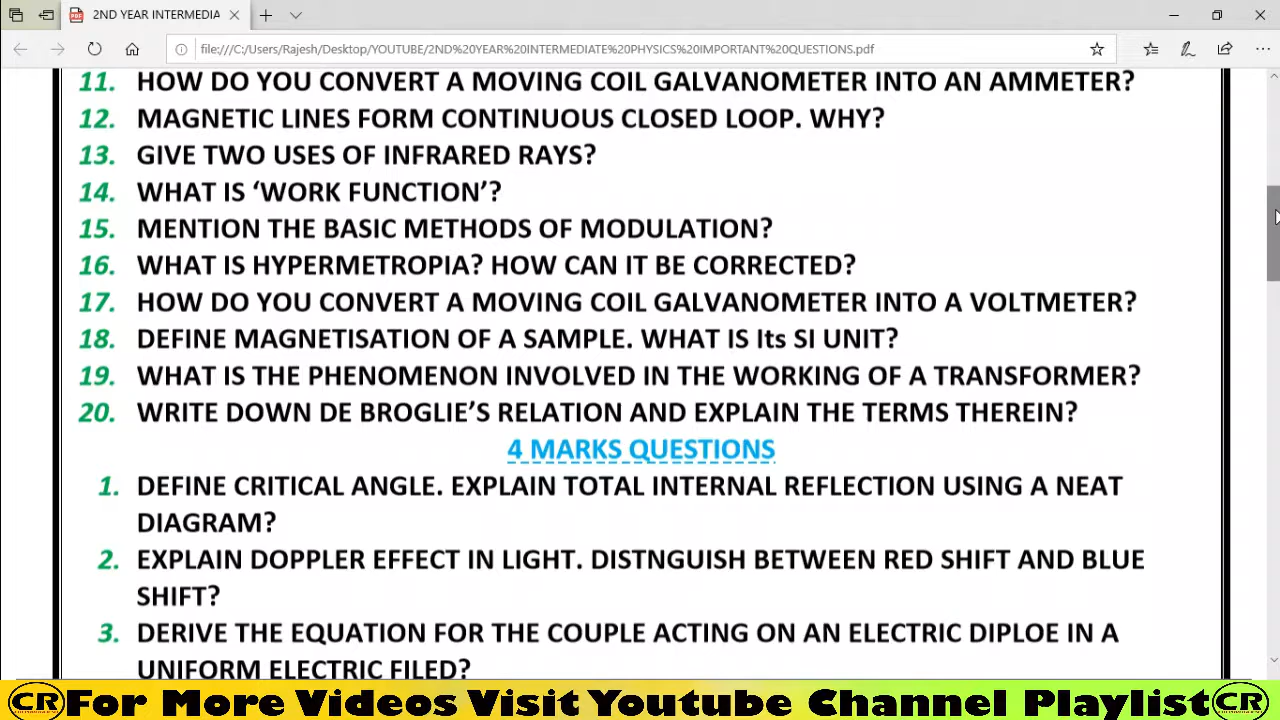 2ND YEAR INTERMEDIA
file:///C:/Users/Rajesh/Desktop/YOUTUBE/2ND%20YEAR%20INTERMEDIATE%20PHYSICS%20IMPORTANT%20QUESTIONS.pdf
11. HOW DO YOU CONVERT A MOVING COIL GALVANOMETER INTO AN AMMETER?
12. MAGNETIC LINES FORM CONTINUOUS CLOSED LOOP. WHY?
13. GIVE TWO USES OF INFRARED RAYS?
14. WHAT IS ‘WORK FUNCTION’?
15. MENTION THE BASIC METHODS OF MODULATION?
16. WHAT IS HYPERMETROPIA? HOW CAN IT BE CORRECTED?
17. HOW DO YOU CONVERT A MOVING COIL GALVANOMETER INTO A VOLTMETER?
18. DEFINE MAGNETISATION OF A SAMPLE. WHAT IS Its SI UNIT?
19. WHAT IS THE PHENOMENON INVOLVED IN THE WORKING OF A TRANSFORMER?
20. WRITE DOWN DE BROGLIE’S RELATION AND EXPLAIN THE TERMS THEREIN?
4 MARKS QUESTIONS
1. DEFINE CRITICAL ANGLE. EXPLAIN TOTAL INTERNAL REFLECTION USING A NEAT
DIAGRAM?
2. EXPLAIN DOPPLER EFFECT IN LIGHT. DISTNGUISH BETWEEN RED SHIFT AND BLUE
SHIFT?
3. DERIVE THE EQUATION FOR THE COUPLE ACTING ON AN ELECTRIC DIPLOE IN A
UNIFORM ELECTRIC FILED?
CR For More Videos Visit Youtube Channel Playlist CR